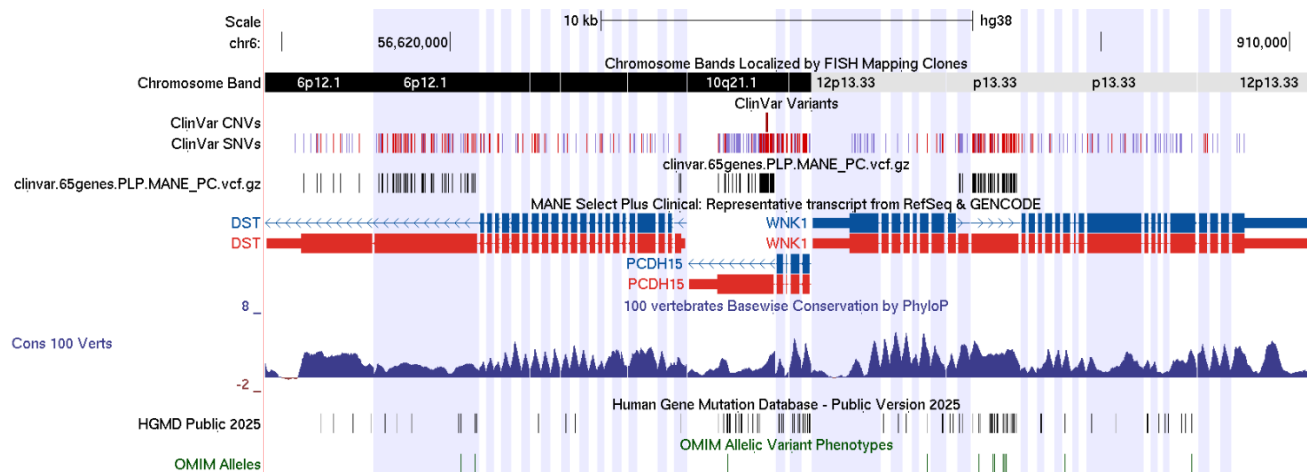 Scale 10 kb hg38
chr6: 56,620,000 910,000
Chromosome Bands Localized by FISH Mapping Clones
Chromosome Band 6p12.1 6p12.1 10q21.1 12p13.33 p13.33 p13.33 12p13.33
ClinVar Variants
ClinVar CNVs
ClinVar SNVs
clinvar.65genes.PLP.MANE_PC.vcf.gz
clinvar.65genes.PLP.MANE_PC.vcf.gz
MANE Select Plus Clinical: Representative transcript from RefSeq & GENCODE
DST WNK1
DST WNK1
PCDH15
PCDH15
100 vertebrates Basewise Conservation by PhyloP
8 _
Cons 100 Verts
-2 _
Human Gene Mutation Database - Public Version 2025
HGMD Public 2025
OMIM Allelic Variant Phenotypes
OMIM Alleles